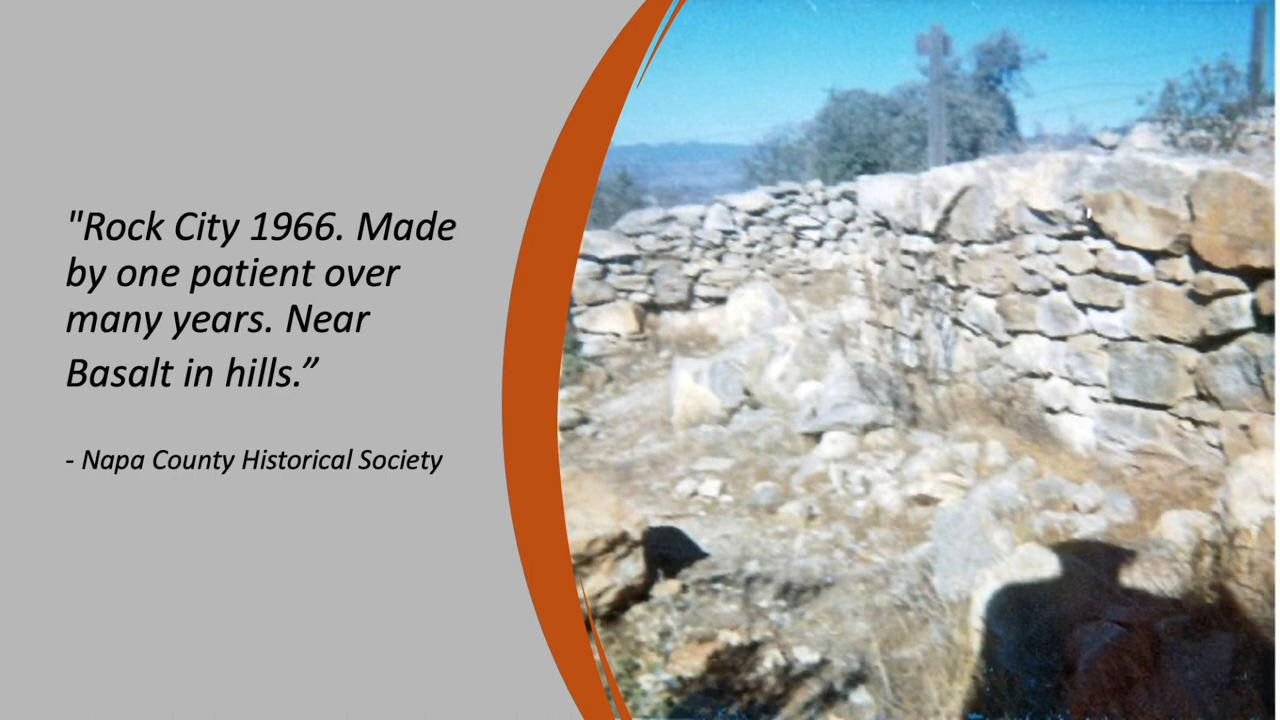 "Rock City 1966. Made
by one patient over
many years. Near
Basalt in hills.”
- Napa County Historical Society